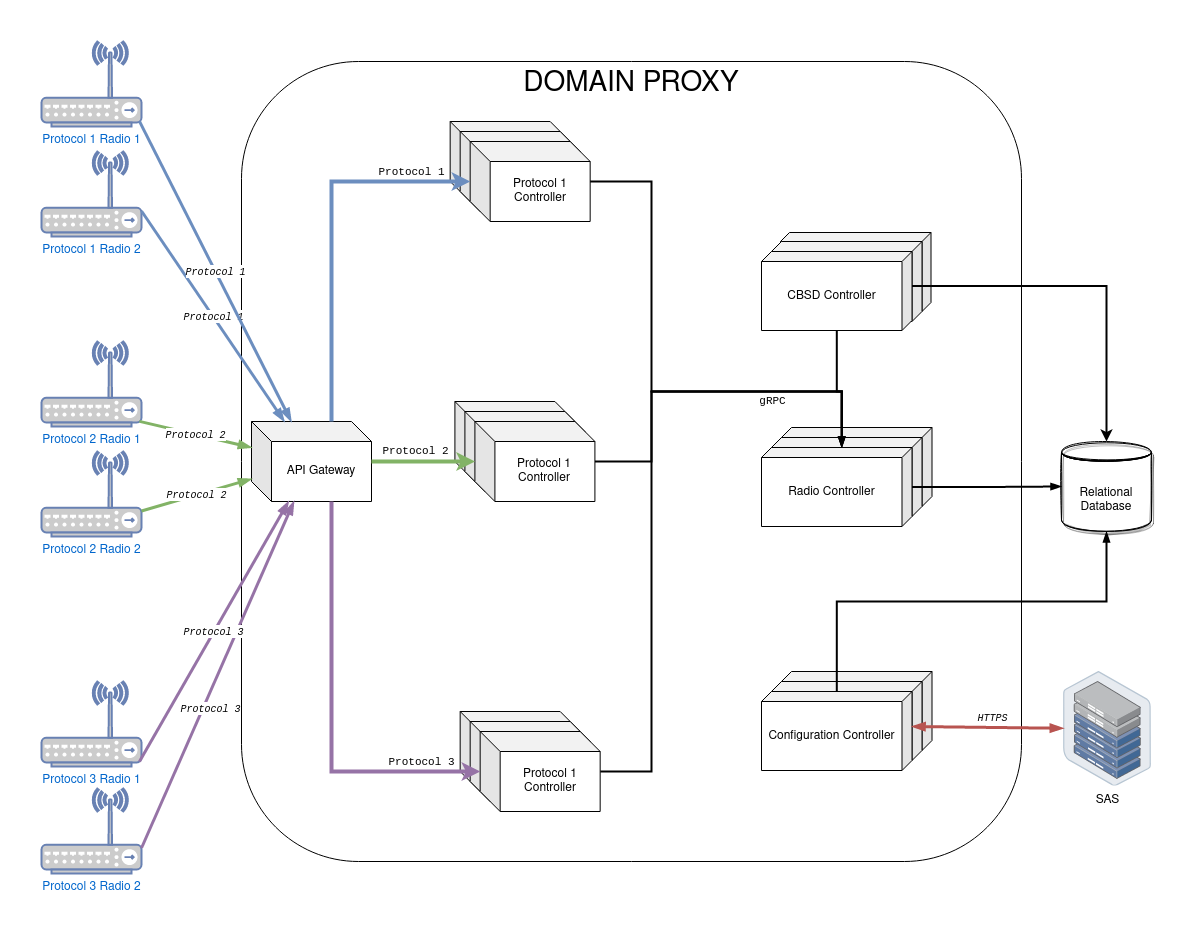 DOMAIN PROXY
Protocol 1 Radio 1
Protocol 1 Radio 2
Protocol 1
Protocol 1
Protocol 2 Radio 1
Protocol 2 Radio 2
Protocol 2
Protocol 2
Protocol 3 Radio 1
Protocol 3 Radio 2
Protocol 3
Protocol 3
API Gateway
Protocol 1
Protocol 1
Controller
Protocol 2
Protocol 1
Controller
Protocol 3
Protocol 1
Controller
CBSD Controller
gRPC
Radio Controller
Configuration Controller
Relational
Database
HTTPS
SAS